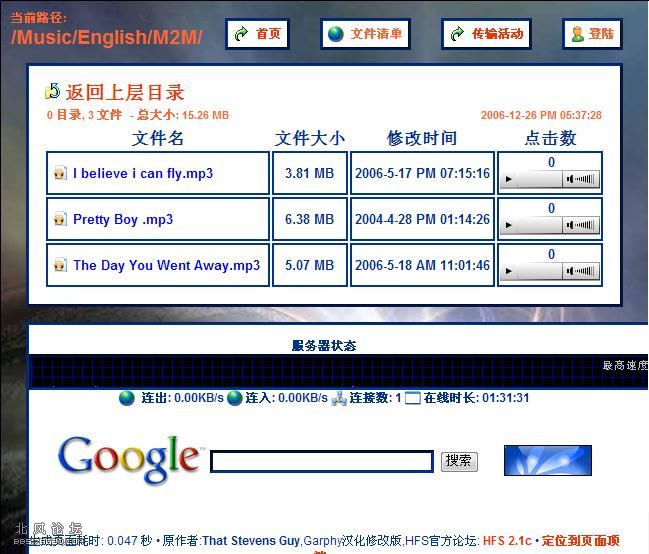 当前路径:
/Music/English/M2M/
首页
文件清单
传输活动
登陆
返回上层目录
0 目录, 3 文件 - 总大小: 15.26 MB
2006-12-26 PM 05:37:28
文件名 文件大小 修改时间 点击数
I believe i can fly.mp3 3.81 MB 2006-5-17 PM 07:15:16 0
Pretty Boy .mp3 6.38 MB 2004-4-28 PM 01:14:26 0
The Day You Went Away.mp3 5.07 MB 2006-5-18 AM 11:01:46 0
服务器状态
最高速度
连出: 0.00KB/s 连入: 0.00KB/s 连接数: 1 在线时长: 01:31:31
Google™ 搜索
北风论坛
生成页面耗时: 0.047 秒 • 原作者:That Stevens Guy,Garphy汉化修改版,HFS官方论坛: HFS 2.1c • 定位到页面顶